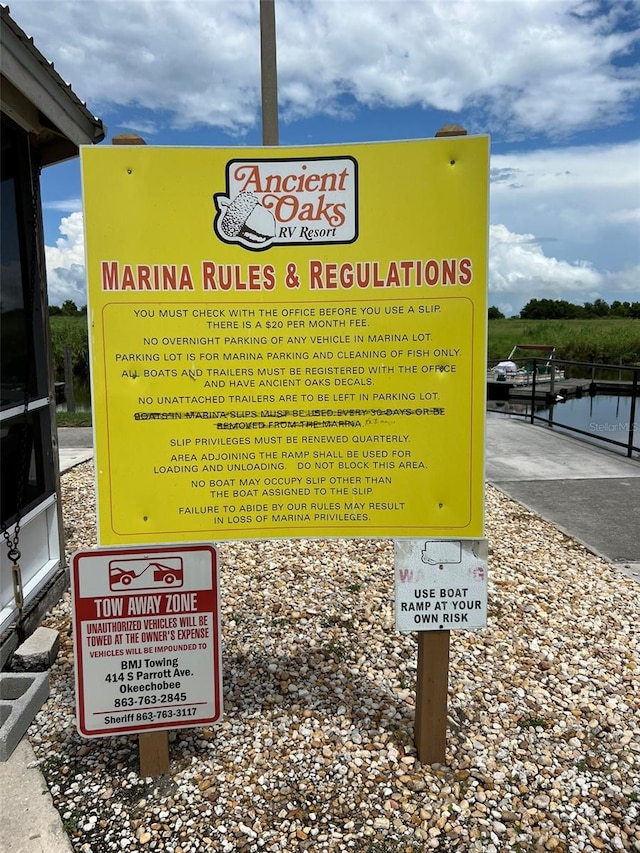 Ancient
Oaks
RV Resort
MARINA RULES & REGULATIONS
YOU MUST CHECK WITH THE OFFICE BEFORE YOU USE A SLIP.
THERE IS A $20 PER MONTH FEE.
NO OVERNIGHT PARKING OF ANY VEHICLE IN MARINA LOT.
PARKING LOT IS FOR MARINA PARKING AND CLEANING OF FISH ONLY.
ALL BOATS AND TRAILERS MUST BE REGISTERED WITH THE OFFICE
AND HAVE ANCIENT OAKS DECALS.
NO UNATTACHED TRAILERS ARE TO BE LEFT IN PARKING LOT.
BOATS IN MARINA SLIPS MUST BE USED EVERY 30 DAYS OR BE
REMOVED FROM THE MARINA
SLIP PRIVILEGES MUST BE RENEWED QUARTERLY.
AREA ADJOINING THE RAMP SHALL BE USED FOR
LOADING AND UNLOADING. DO NOT BLOCK THIS AREA.
NO BOAT MAY OCCUPY SLIP OTHER THAN
THE BOAT ASSIGNED TO THE SLIP.
FAILURE TO ABIDE BY OUR RULES MAY RESULT
IN LOSS OF MARINA PRIVILEGES.
TOW AWAY ZONE
UNAUTHORIZED VEHICLES WILL BE
TOWED AT THE OWNER'S EXPENSE
VEHICLES WILL BE IMPOUNDED TO
BMJ Towing
414 S Parrott Ave.
Okeechobee
863-763-2845
Sheriff 863-763-3117
W G
USE BOAT
RAMP AT YOUR
OWN RISK
StellarMLS